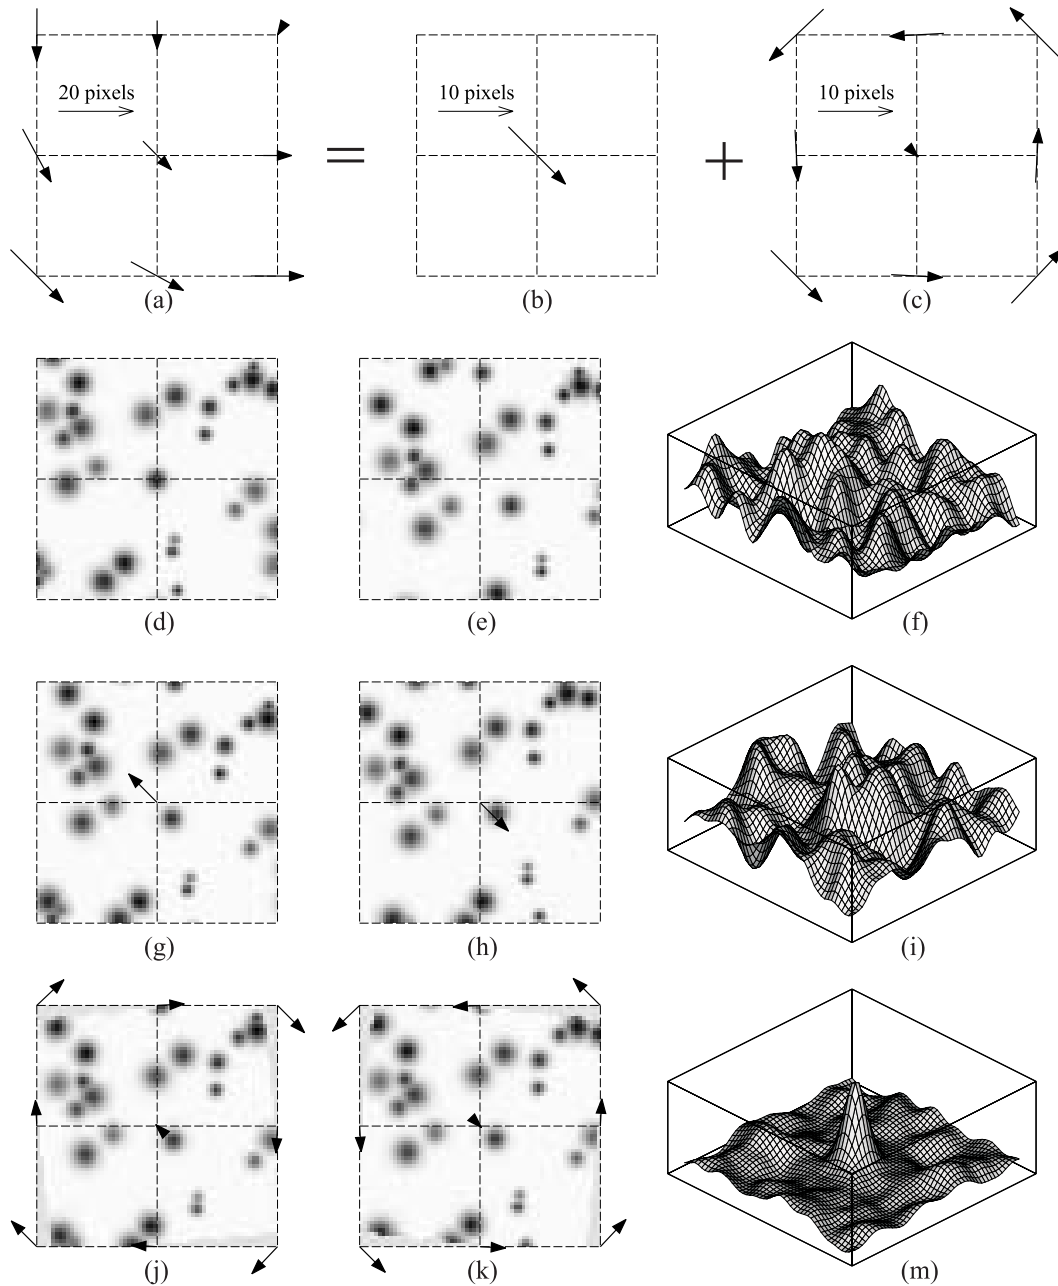 20 pixels
10 pixels
10 pixels
=
+
(a)
(b)
(c)
(d)
(e)
(f)
(g)
(h)
(i)
(j)
(k)
(m)